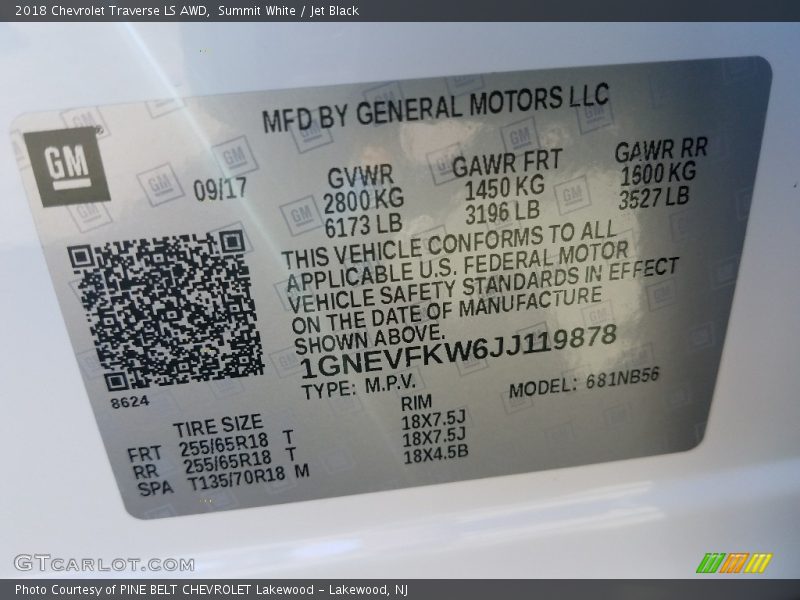 2018 Chevrolet Traverse LS AWD,  Summit White / Jet Black
MFD BY GENERAL MOTORS LLC
GM
09/17
GVWR
2800 KG
6173 LB
GAWR FRT
1450 KG
3196 LB
GAWR RR
1600 KG
3527 LB
THIS VEHICLE CONFORMS TO ALL
APPLICABLE U.S. FEDERAL MOTOR
VEHICLE SAFETY STANDARDS IN EFFECT
ON THE DATE OF MANUFACTURE
SHOWN ABOVE.
1GNEVFKW6JJ119878
TYPE: M.P.V.
MODEL: 681NB56
8624
TIRE SIZE RIM
FRT 255/65R18 T 18X7.5J
RR 255/65R18 T 18X7.5J
SPA T135/70R18 M 18X4.5B
GTCARLOT.COM
Photo Courtesy of PINE BELT CHEVROLET Lakewood - Lakewood, NJ